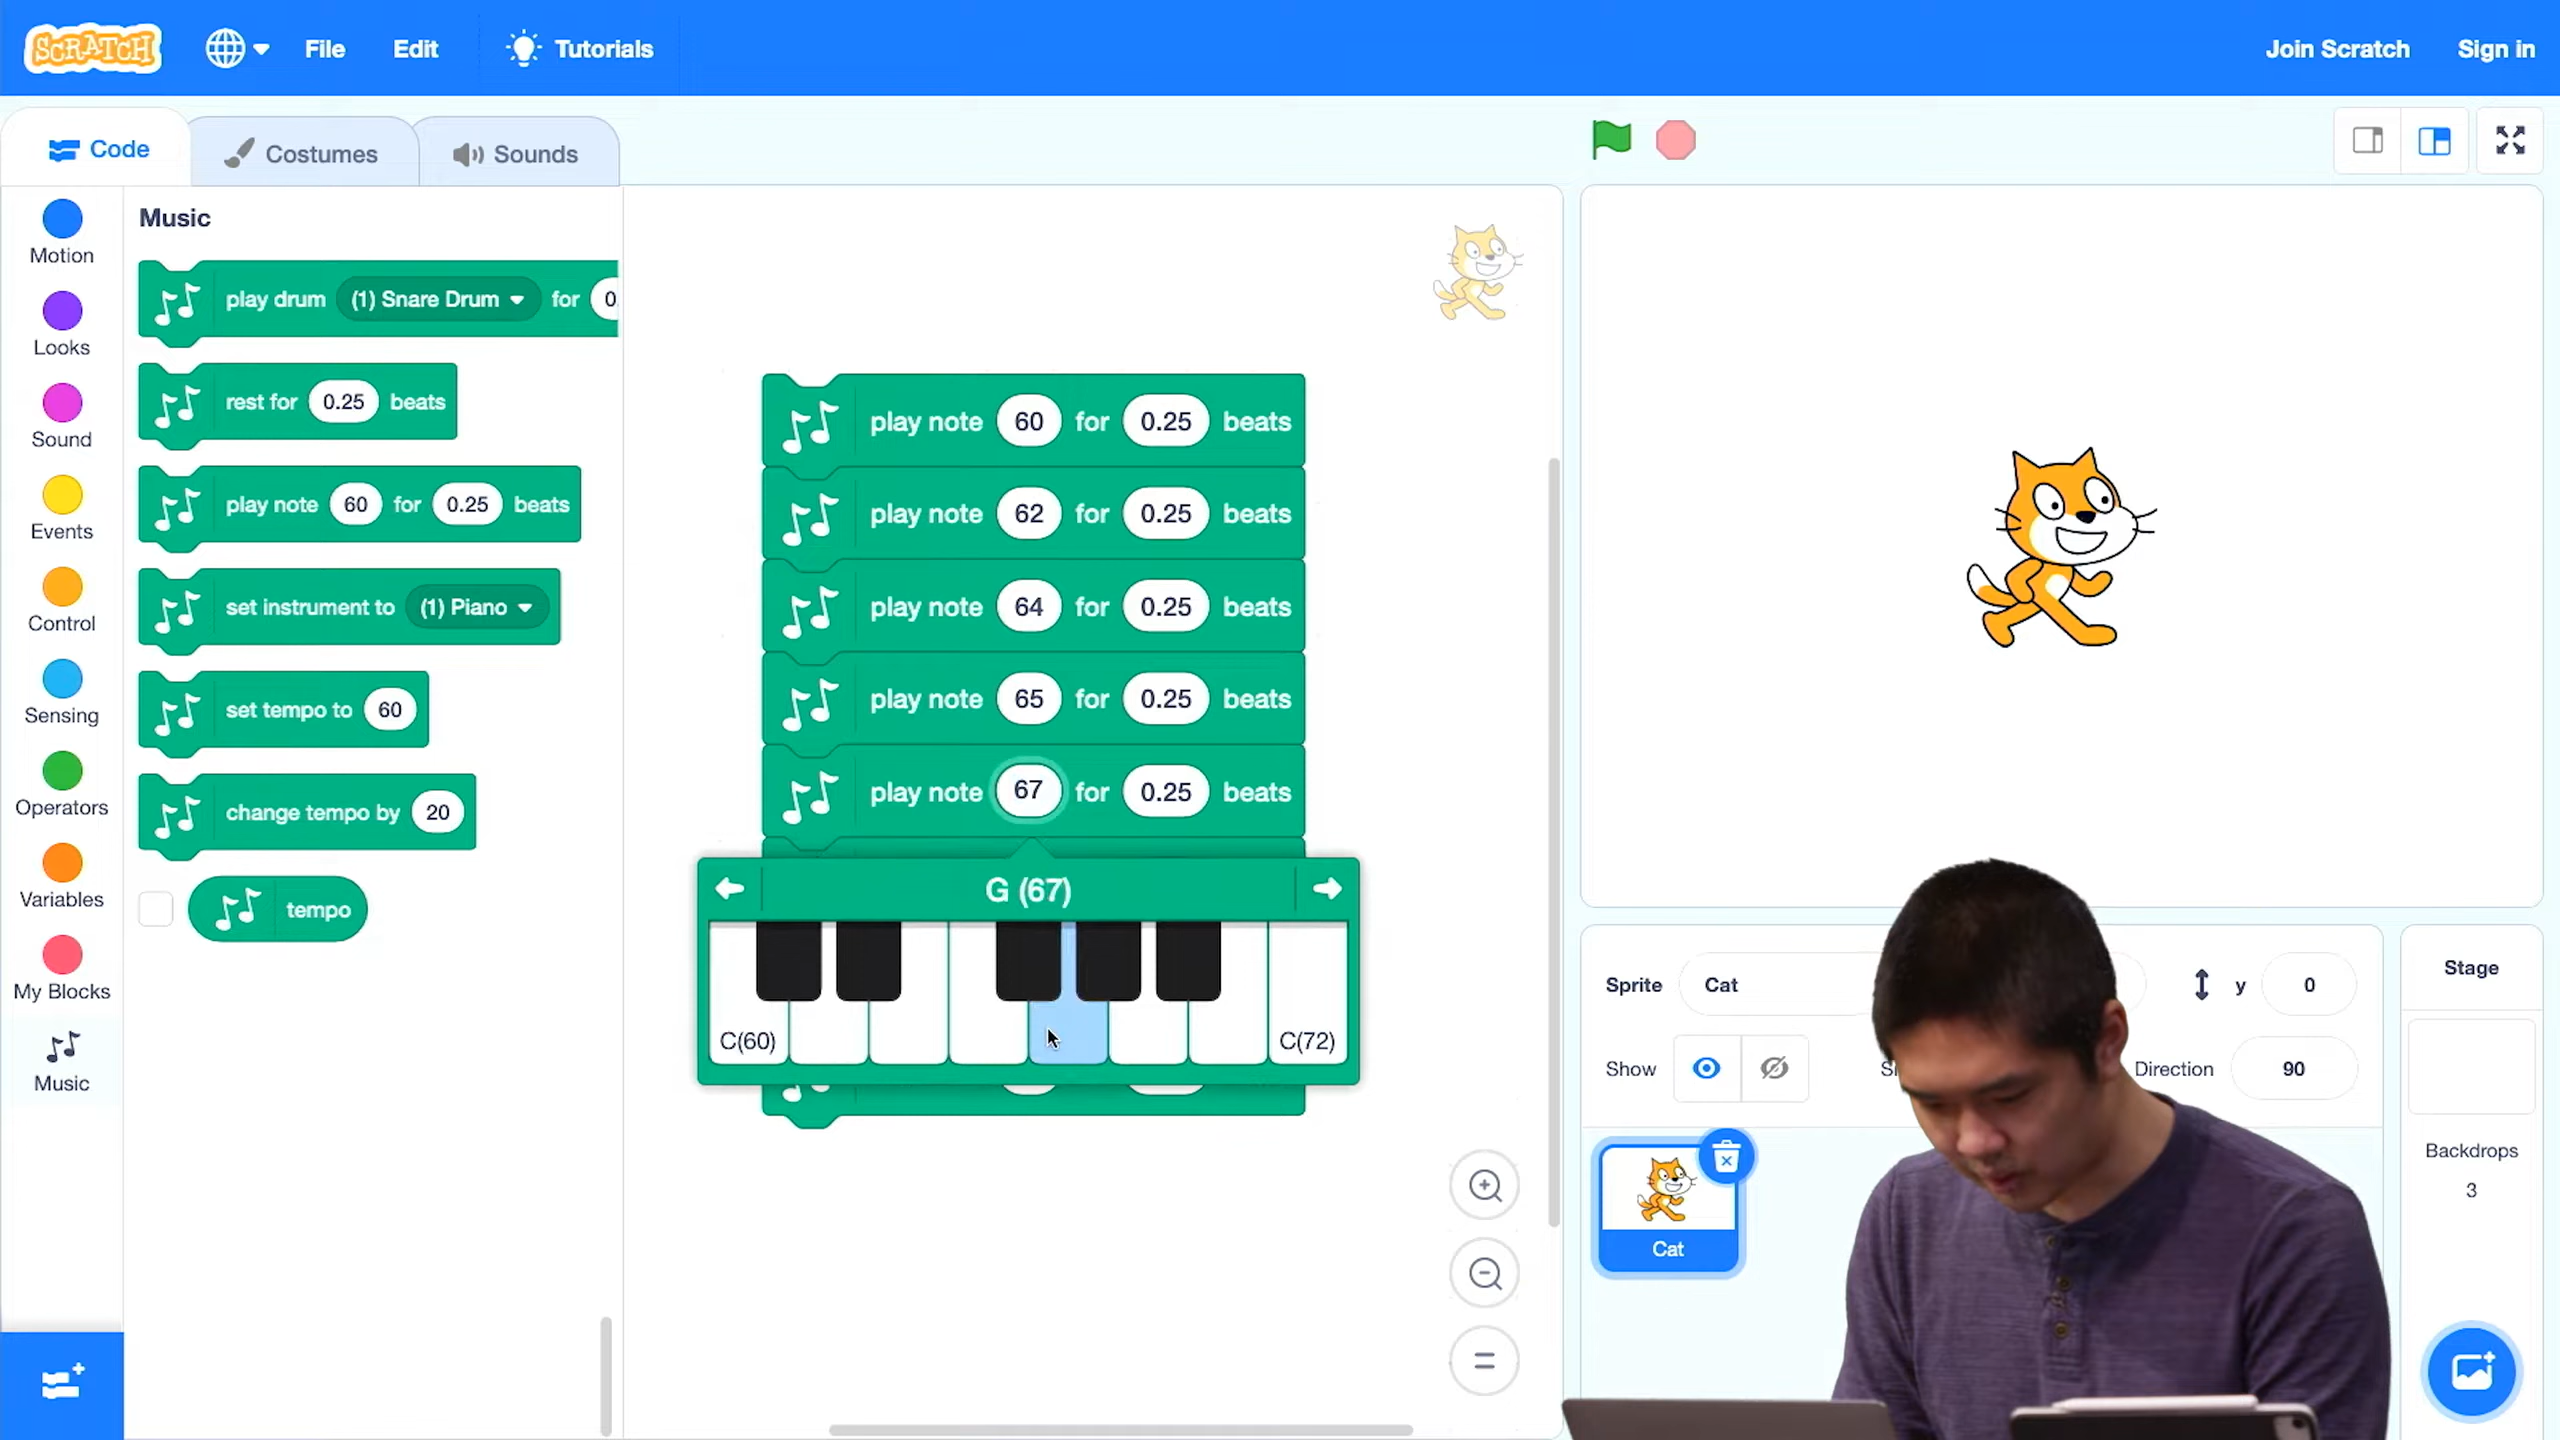 SCRATCH File Edit Tutorials Join Scratch Sign in
Code Costumes Sounds
Motion
Looks
Sound
Events
Control
Sensing
Operators
Variables
My Blocks
Music
Music
play drum (1) Snare Drum for 0.
rest for 0.25 beats
play note 60 for 0.25 beats
set instrument to (1) Piano
set tempo to 60
change tempo by 20
tempo
play note 60 for 0.25 beats
play note 62 for 0.25 beats
play note 64 for 0.25 beats
play note 65 for 0.25 beats
play note 67 for 0.25 beats
G (67)
C(60) C(72)
Sprite Cat y 0
Show Direction 90
Cat
Stage
Backdrops
3